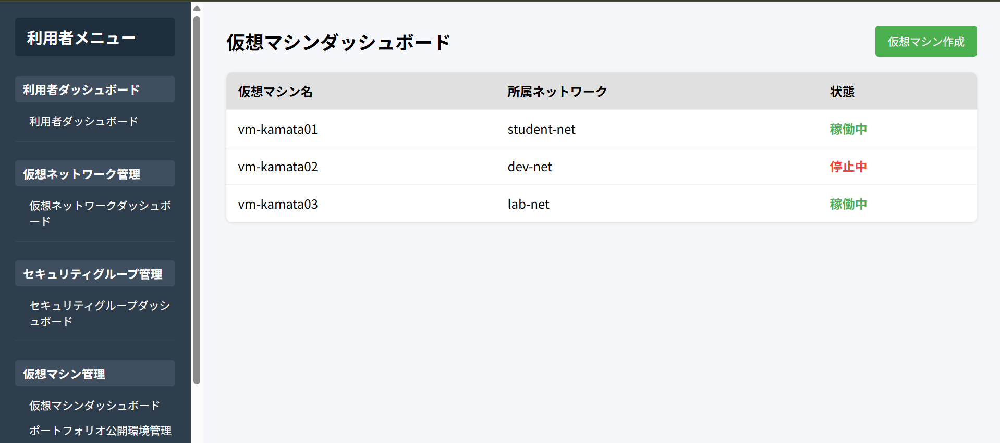 利用者メニュー
利用者ダッシュボード
利用者ダッシュボード
仮想ネットワーク管理
仮想ネットワークダッシュボ
ード
セキュリティグループ管理
セキュリティグループダッシ
ュボード
仮想マシン管理
仮想マシンダッシュボード
ポートフォリオ公開環境管理
仮想マシンダッシュボード
仮想マシン作成
仮想マシン名 所属ネットワーク 状態
vm-kamata01 student-net 稼働中
vm-kamata02 dev-net 停止中
vm-kamata03 lab-net 稼働中